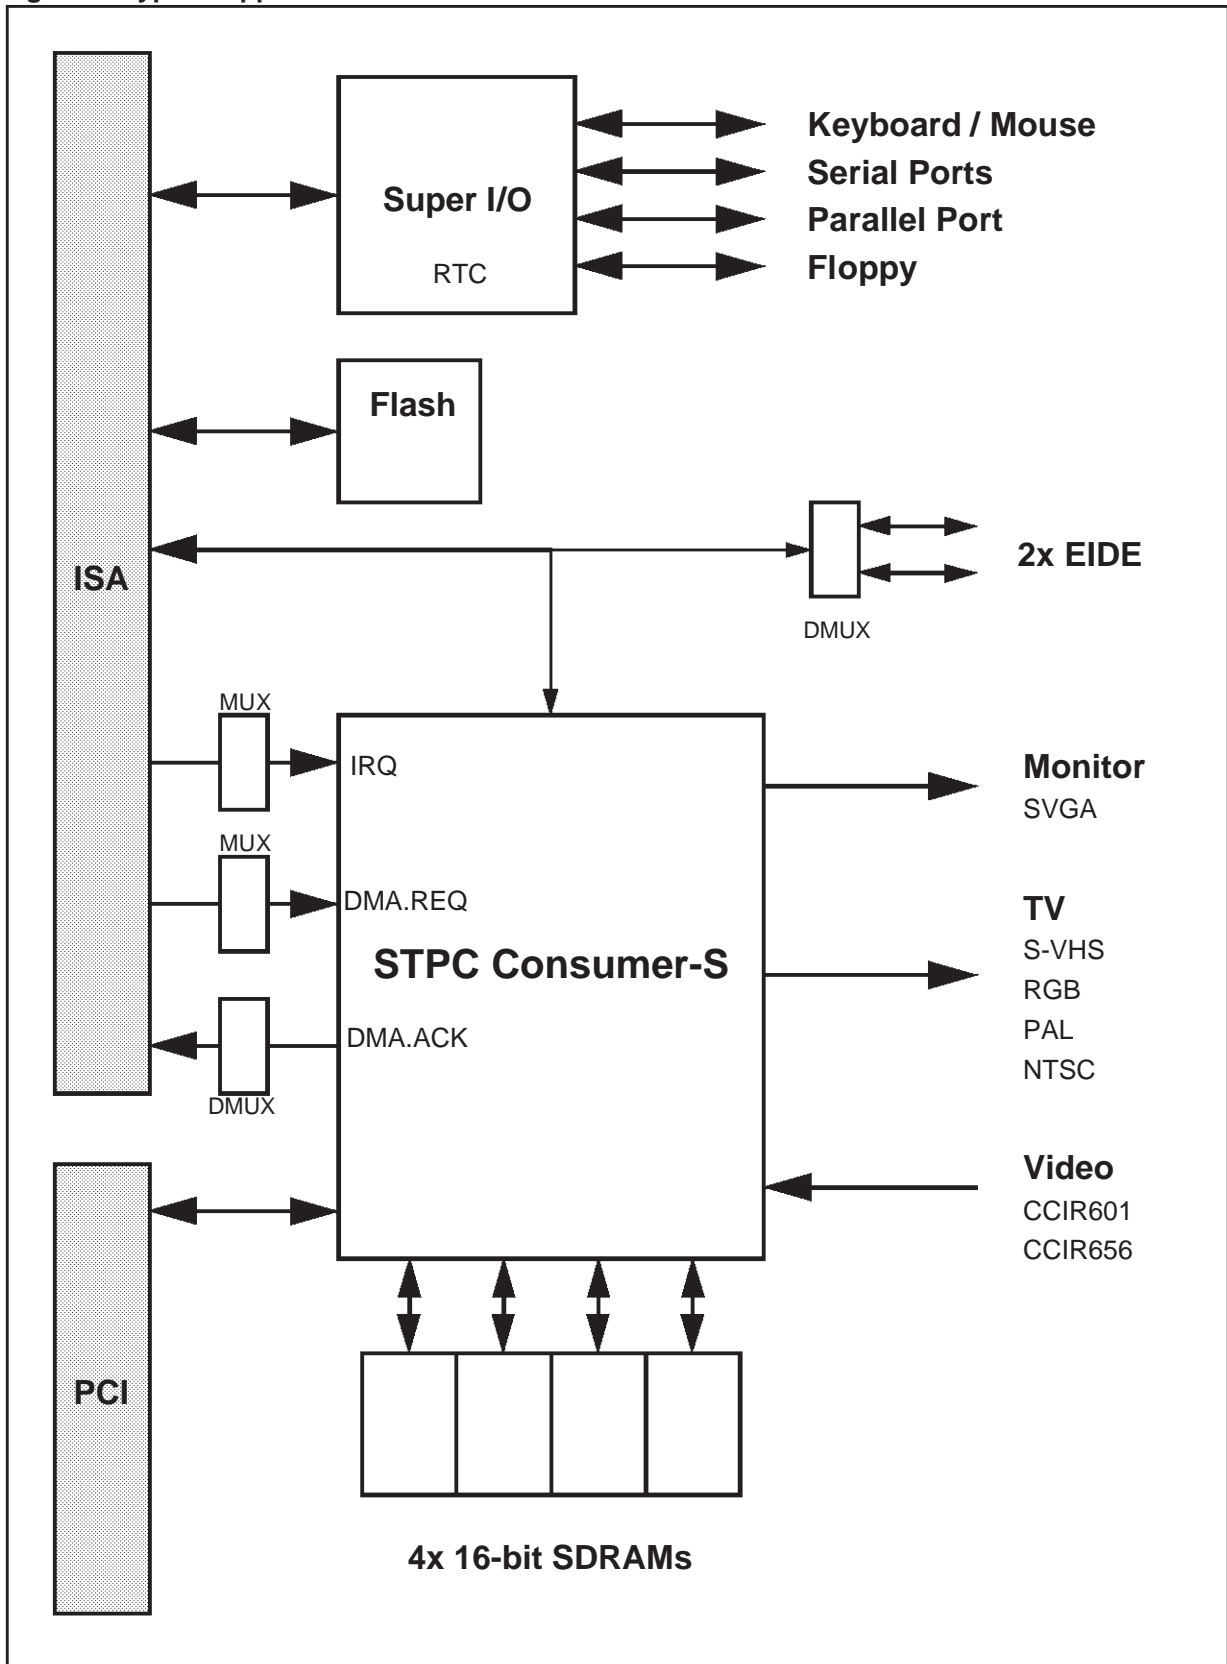 Keyboard / Mouse
Serial Ports
Parallel Port
Floppy
Super I/O
RTC
Flash
ISA
2x EIDE
DMUX
MUX
IRQ
MUX
DMA.REQ
STPC Consumer-S
DMA.ACK
DMUX
Monitor
SVGA
TV
S-VHS
RGB
PAL
NTSC
Video
CCIR601
CCIR656
PCI
4x 16-bit SDRAMs